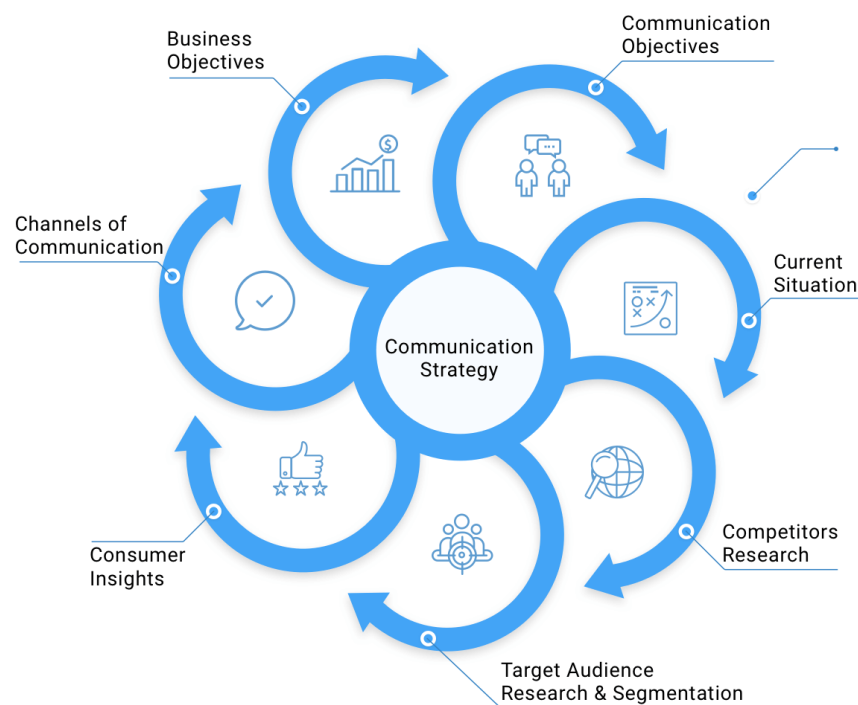 Business
Objectives
Communication
Objectives
Channels of
Communication
Current
Situation
Communication
Strategy
$
Consumer
Insights
Competitors
Research
Target Audience
Research & Segmentation